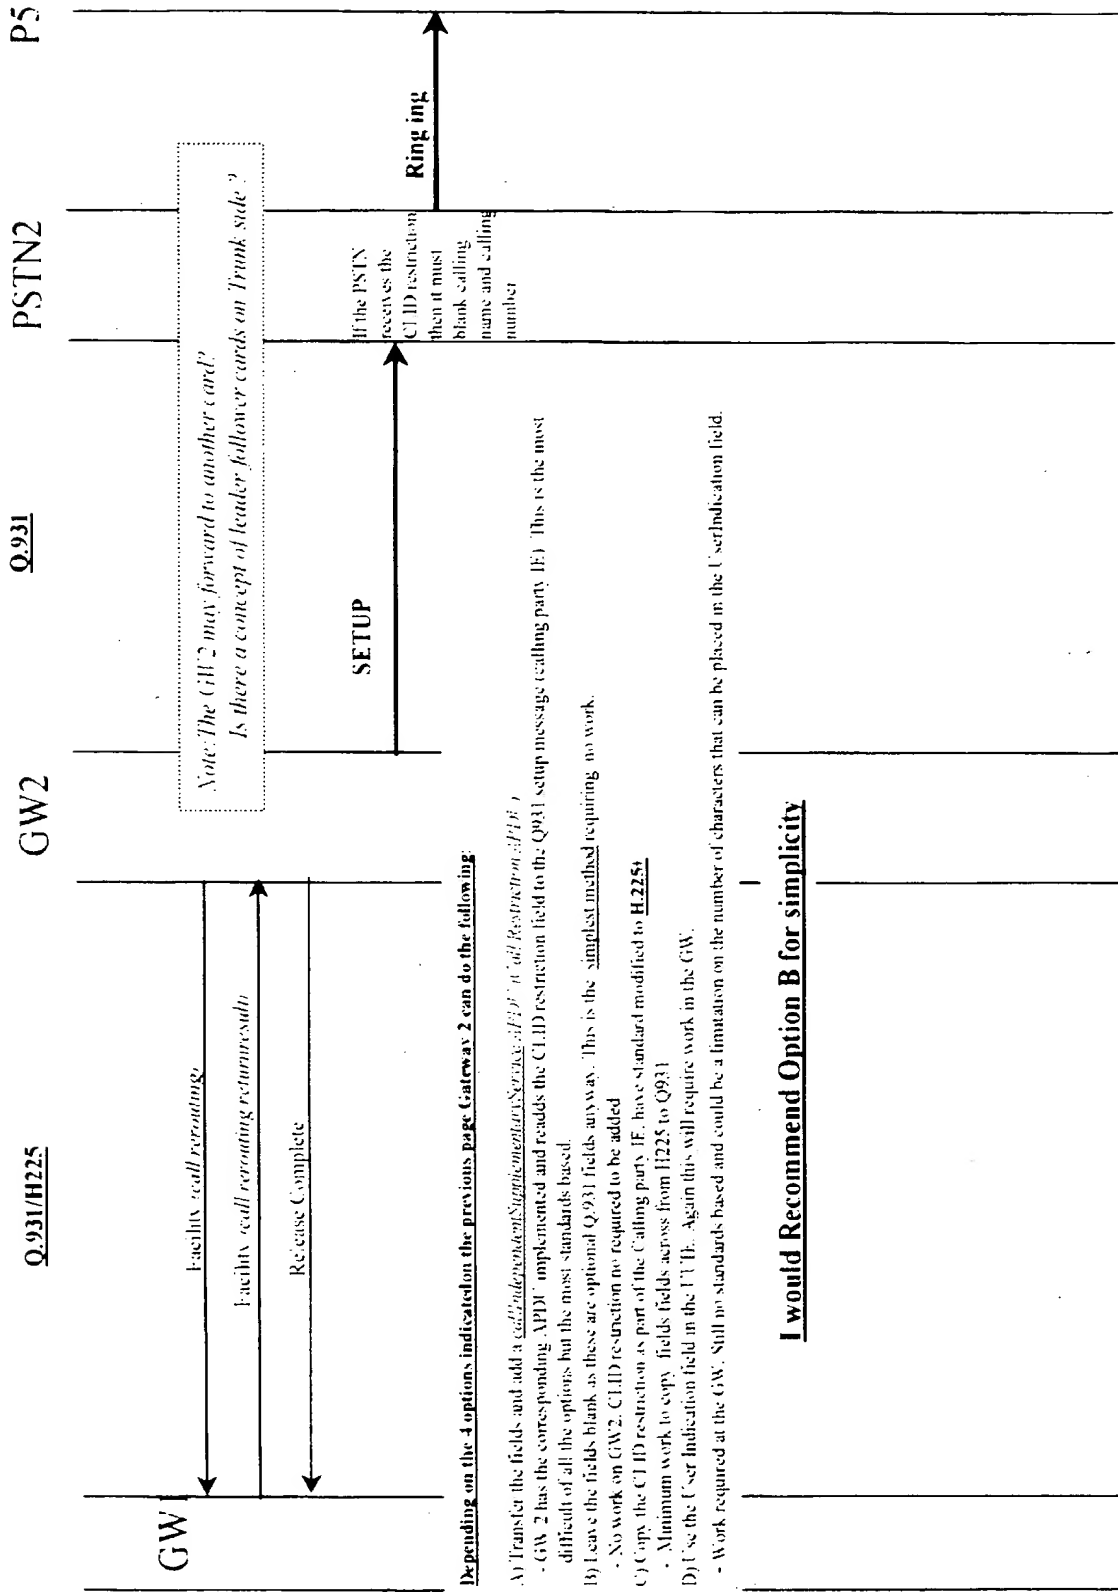 Q.931/H225
Q.931
GW1
GW2
PSTN2
P5
Facility (call rerouting)
Facility (call rerouting returnresult)
Release Complete
Note: The GW2 may forward to another card?
Is there a concept of leader follower cards on Trunk side ?
SETUP
If the PSTN
receives the
CLID restriction
then it must
blank calling
name and calling
number
Ring ing
Depending on the 4 options indicatedon the previous page Gateway 2 can do the following:
A) Transfer the fields and add a callIndependentSupplementaryService APDU (Call Restriction APDU)
- GW 2 has the corresponding APDU implemented and readds the CLID restriction field to the Q931 setup message (calling party IE) This is the most
difficult of all the options but the most standards based.
B) Leave the fields blank as these are optional Q.931 fields anyway. This is the simplest method requiring no work.
- No work on GW2. CLID restriction no required to be added
C) Copy the CLID restriction as part of the Calling party IE. have standard modified to H.225+
- Minimum work to copy fields across from H225 to Q931
D) Use the User Indication field in the UUIE. Again this will require work in the GW.
- Work required at the GW. Still no standards based and could be a limitation on the number of characters that can be placed in the UserIndication field.
I would Recommend Option B for simplicity